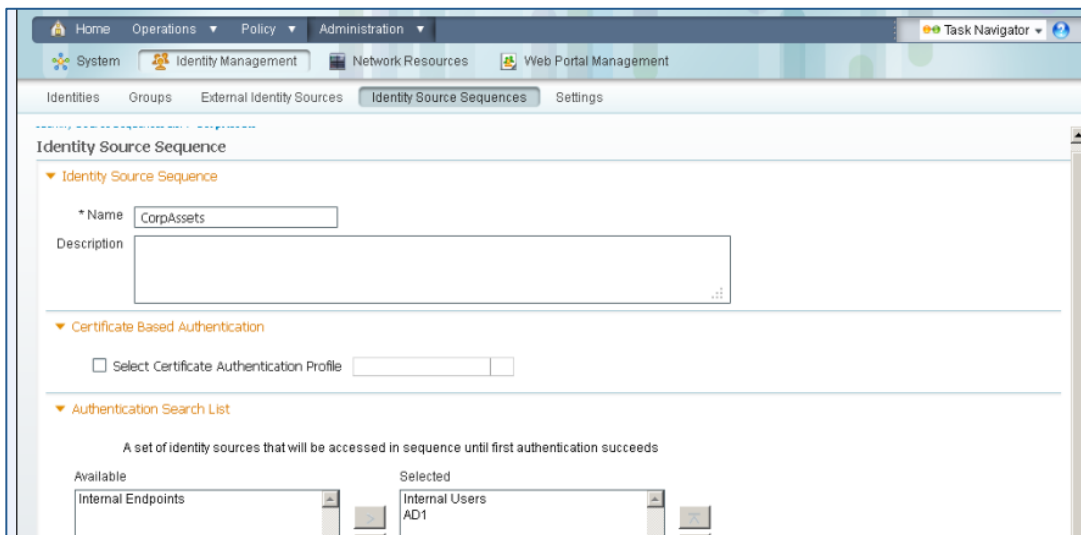 Home Operations ▼ Policy ▼ Administration ▼ Task Navigator ▼
System Identity Management Network Resources Web Portal Management
Identities Groups External Identity Sources Identity Source Sequences Settings
Identity Source Sequence
▼ Identity Source Sequence
* Name CorpAssets
Description
▼ Certificate Based Authentication
Select Certificate Authentication Profile
▼ Authentication Search List
A set of identity sources that will be accessed in sequence until first authentication succeeds
Available Selected
Internal Endpoints > Internal Users
AD1